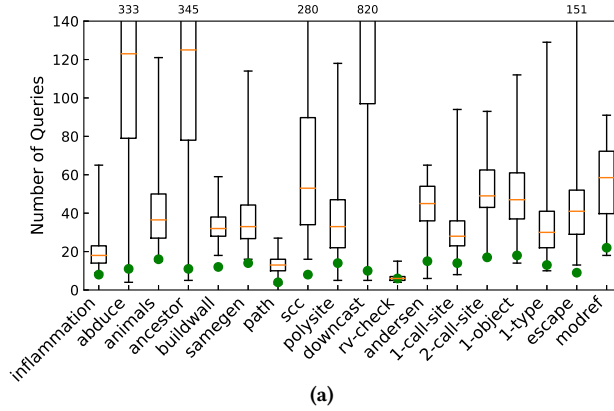 333 345 280 820 151
140
120
100
80
60
40
20
0
Number of Queries
inflammation
abduce
animals
ancestor
buildwall
samegen
path
scc
polysite
downcast
rv-check
andersen
1-call-site
2-call-site
1-object
1-type
escape
modref
(a)